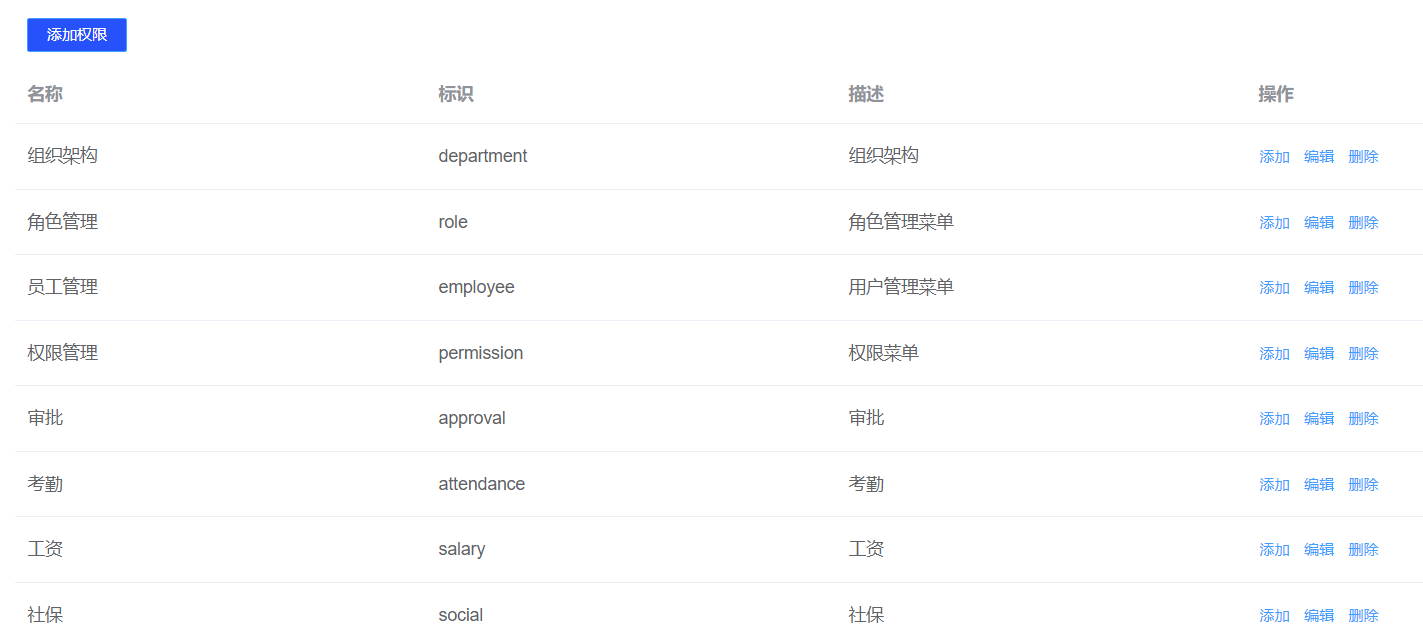 添加权限
名称 标识 描述 操作
组织架构 department 组织架构 添加 编辑 删除
角色管理 role 角色管理菜单 添加 编辑 删除
员工管理 employee 用户管理菜单 添加 编辑 删除
权限管理 permission 权限菜单 添加 编辑 删除
审批 approval 审批 添加 编辑 删除
考勤 attendance 考勤 添加 编辑 删除
工资 salary 工资 添加 编辑 删除
社保 social 社保 添加 编辑 删除